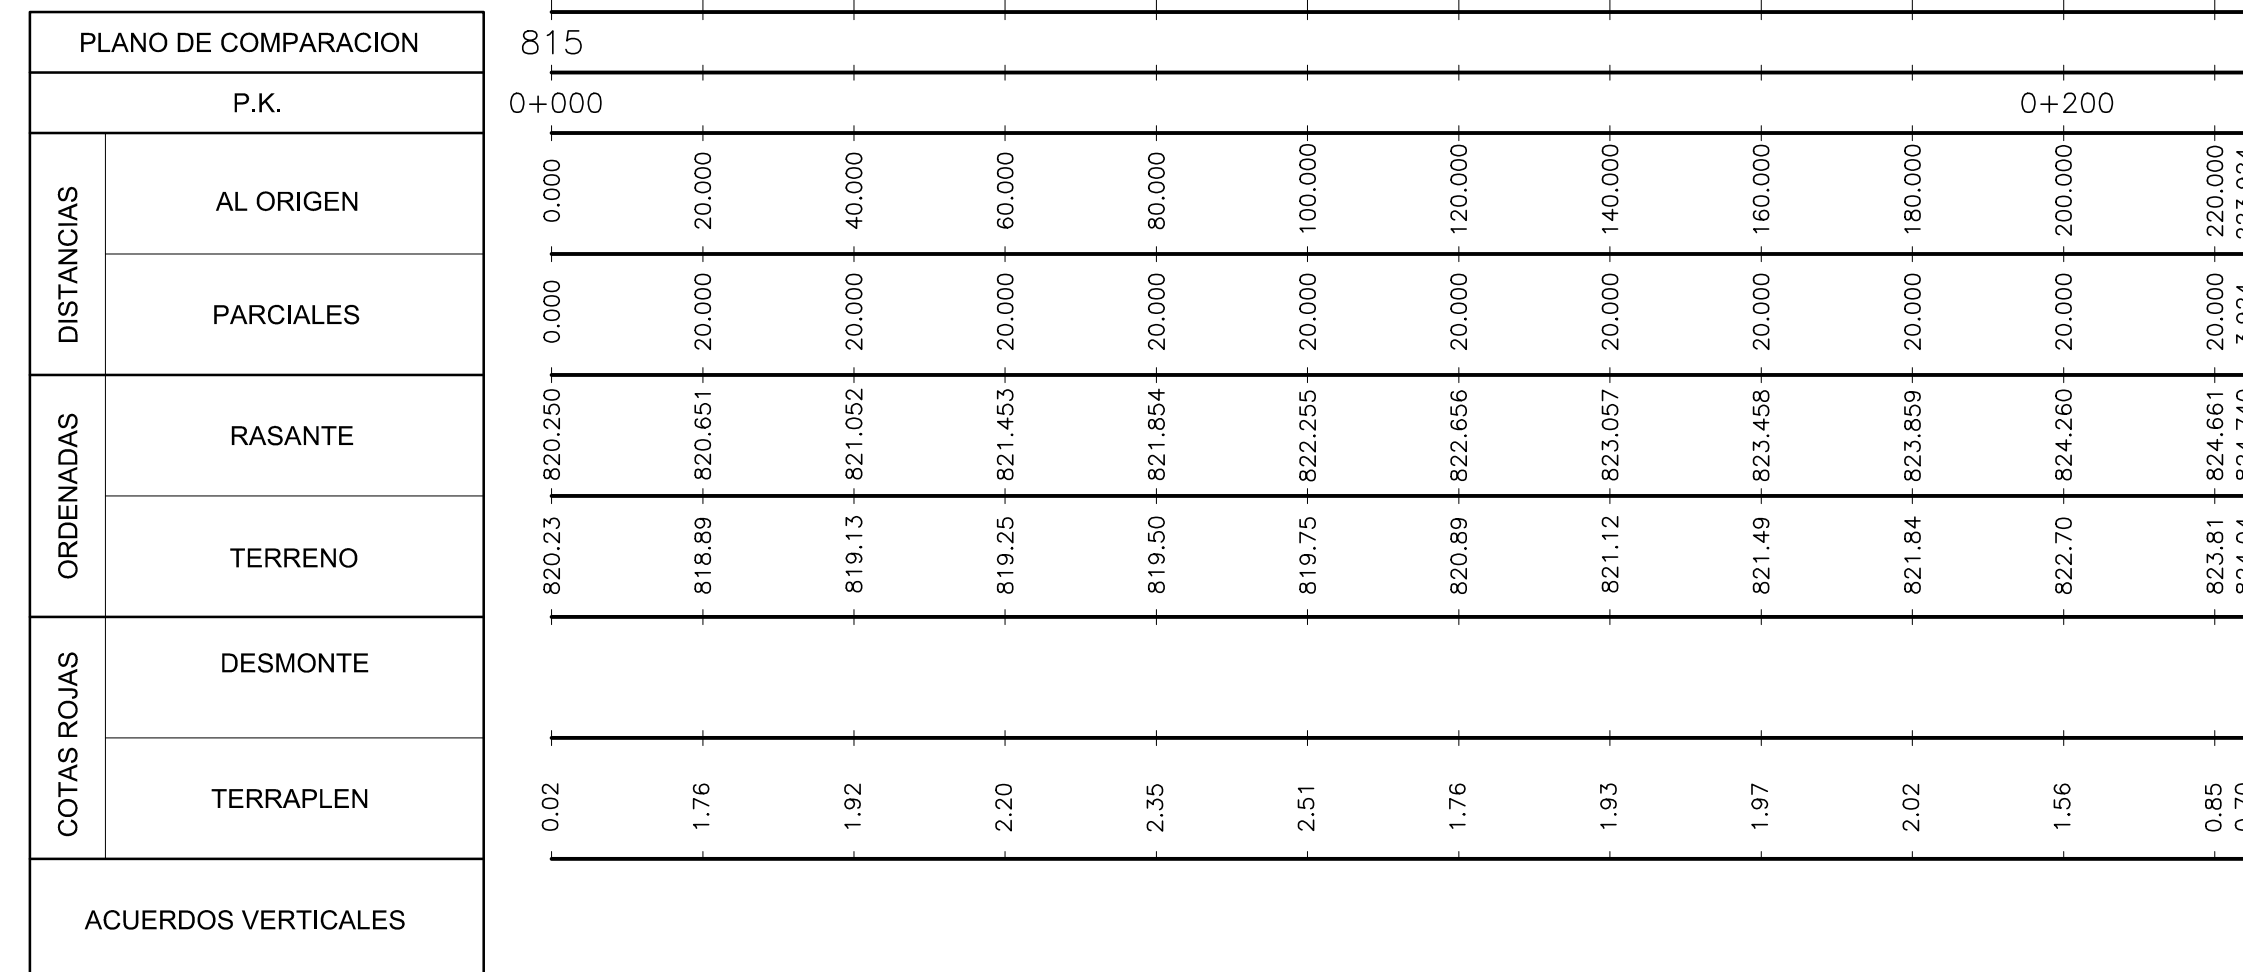 PLANO DE COMPARACION 815
P.K. 0+000 0+200
DISTANCIAS
AL ORIGEN 0.000 20.000 40.000 60.000 80.000 100.000 120.000 140.000 160.000 180.000 200.000 220.000
PARCIALES 0.000 20.000 20.000 20.000 20.000 20.000 20.000 20.000 20.000 20.000 20.000 20.000
ORDENADAS
RASANTE 820.250 820.651 821.052 821.453 821.854 822.255 822.656 823.057 823.458 823.859 824.260 824.661
TERRENO 820.23 818.89 819.13 819.25 819.50 819.75 820.89 821.12 821.49 821.84 822.70 823.81
COTAS ROJAS
DESMONTE
TERRAPLEN 0.02 1.76 1.92 2.20 2.35 2.51 1.76 1.93 1.97 2.02 1.56 0.85
ACUERDOS VERTICALES